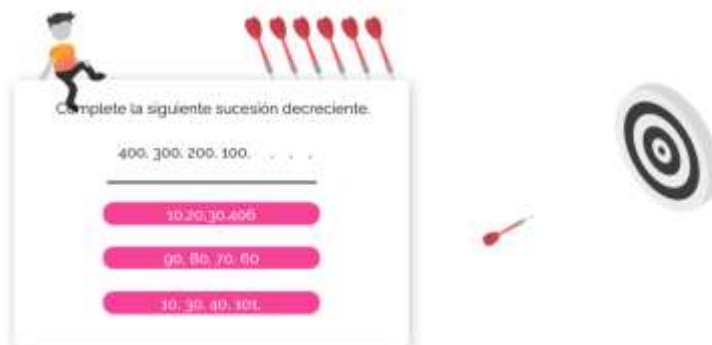 Complete la siguiente sucesión decreciente.
400, 300, 200, 100, . . .
10,20,30,406
90, 80, 70, 60
10, 30, 40, 101,